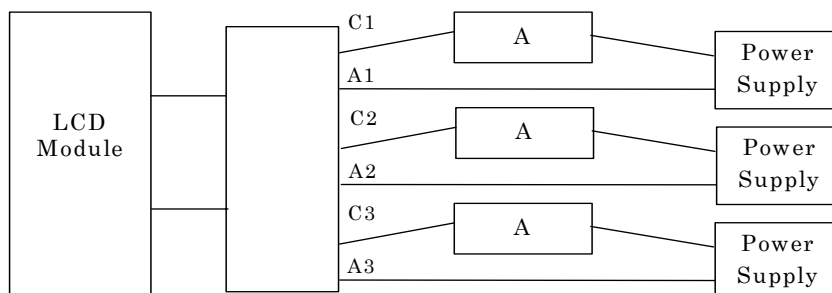 C1
A
Power
Supply
A1
LCD
Module
C2
A
Power
Supply
A2
C3
A
Power
Supply
A3